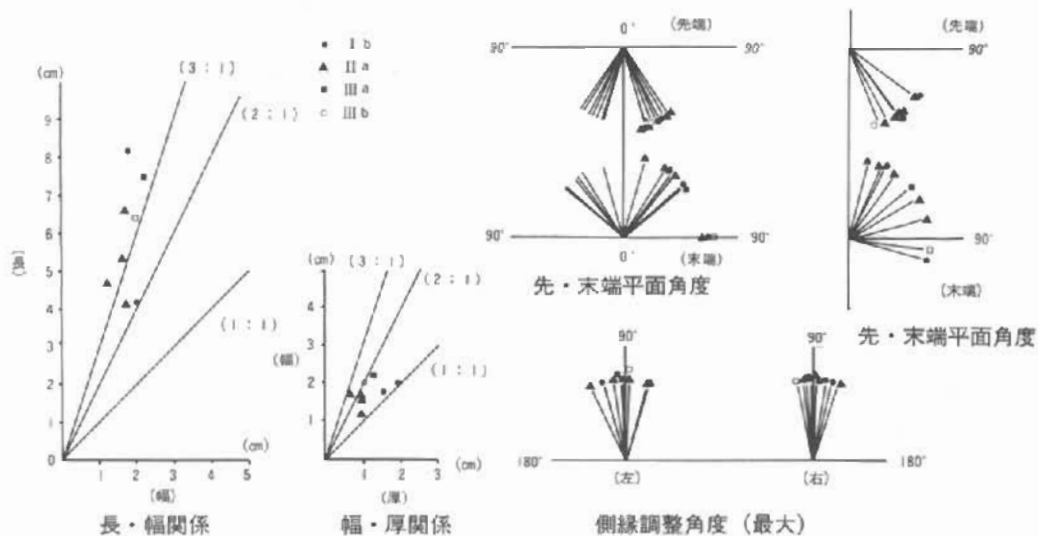 ● Ⅰb
▲ Ⅱa
■ Ⅲa
○ Ⅲb
(cm)
(3:1)
(2:1)
(1:1)
9
8
7
6
5
4
3
2
1
0
(長)
1 2 3 4 5
(cm)
(幅)
長・幅関係
(cm)
(3:1)
(2:1)
(1:1)
5
4
3
2
1
(幅)
0
1 2 3
(cm)
(厚)
幅・厚関係
0° (先端)
90° 90°
90° 90°
0° (末端)
先・末端平面角度
(先端)
90°
90°
(末端)
先・末端平面角度
90° 90°
180° 180°
(左) (右)
側縁調整角度(最大)